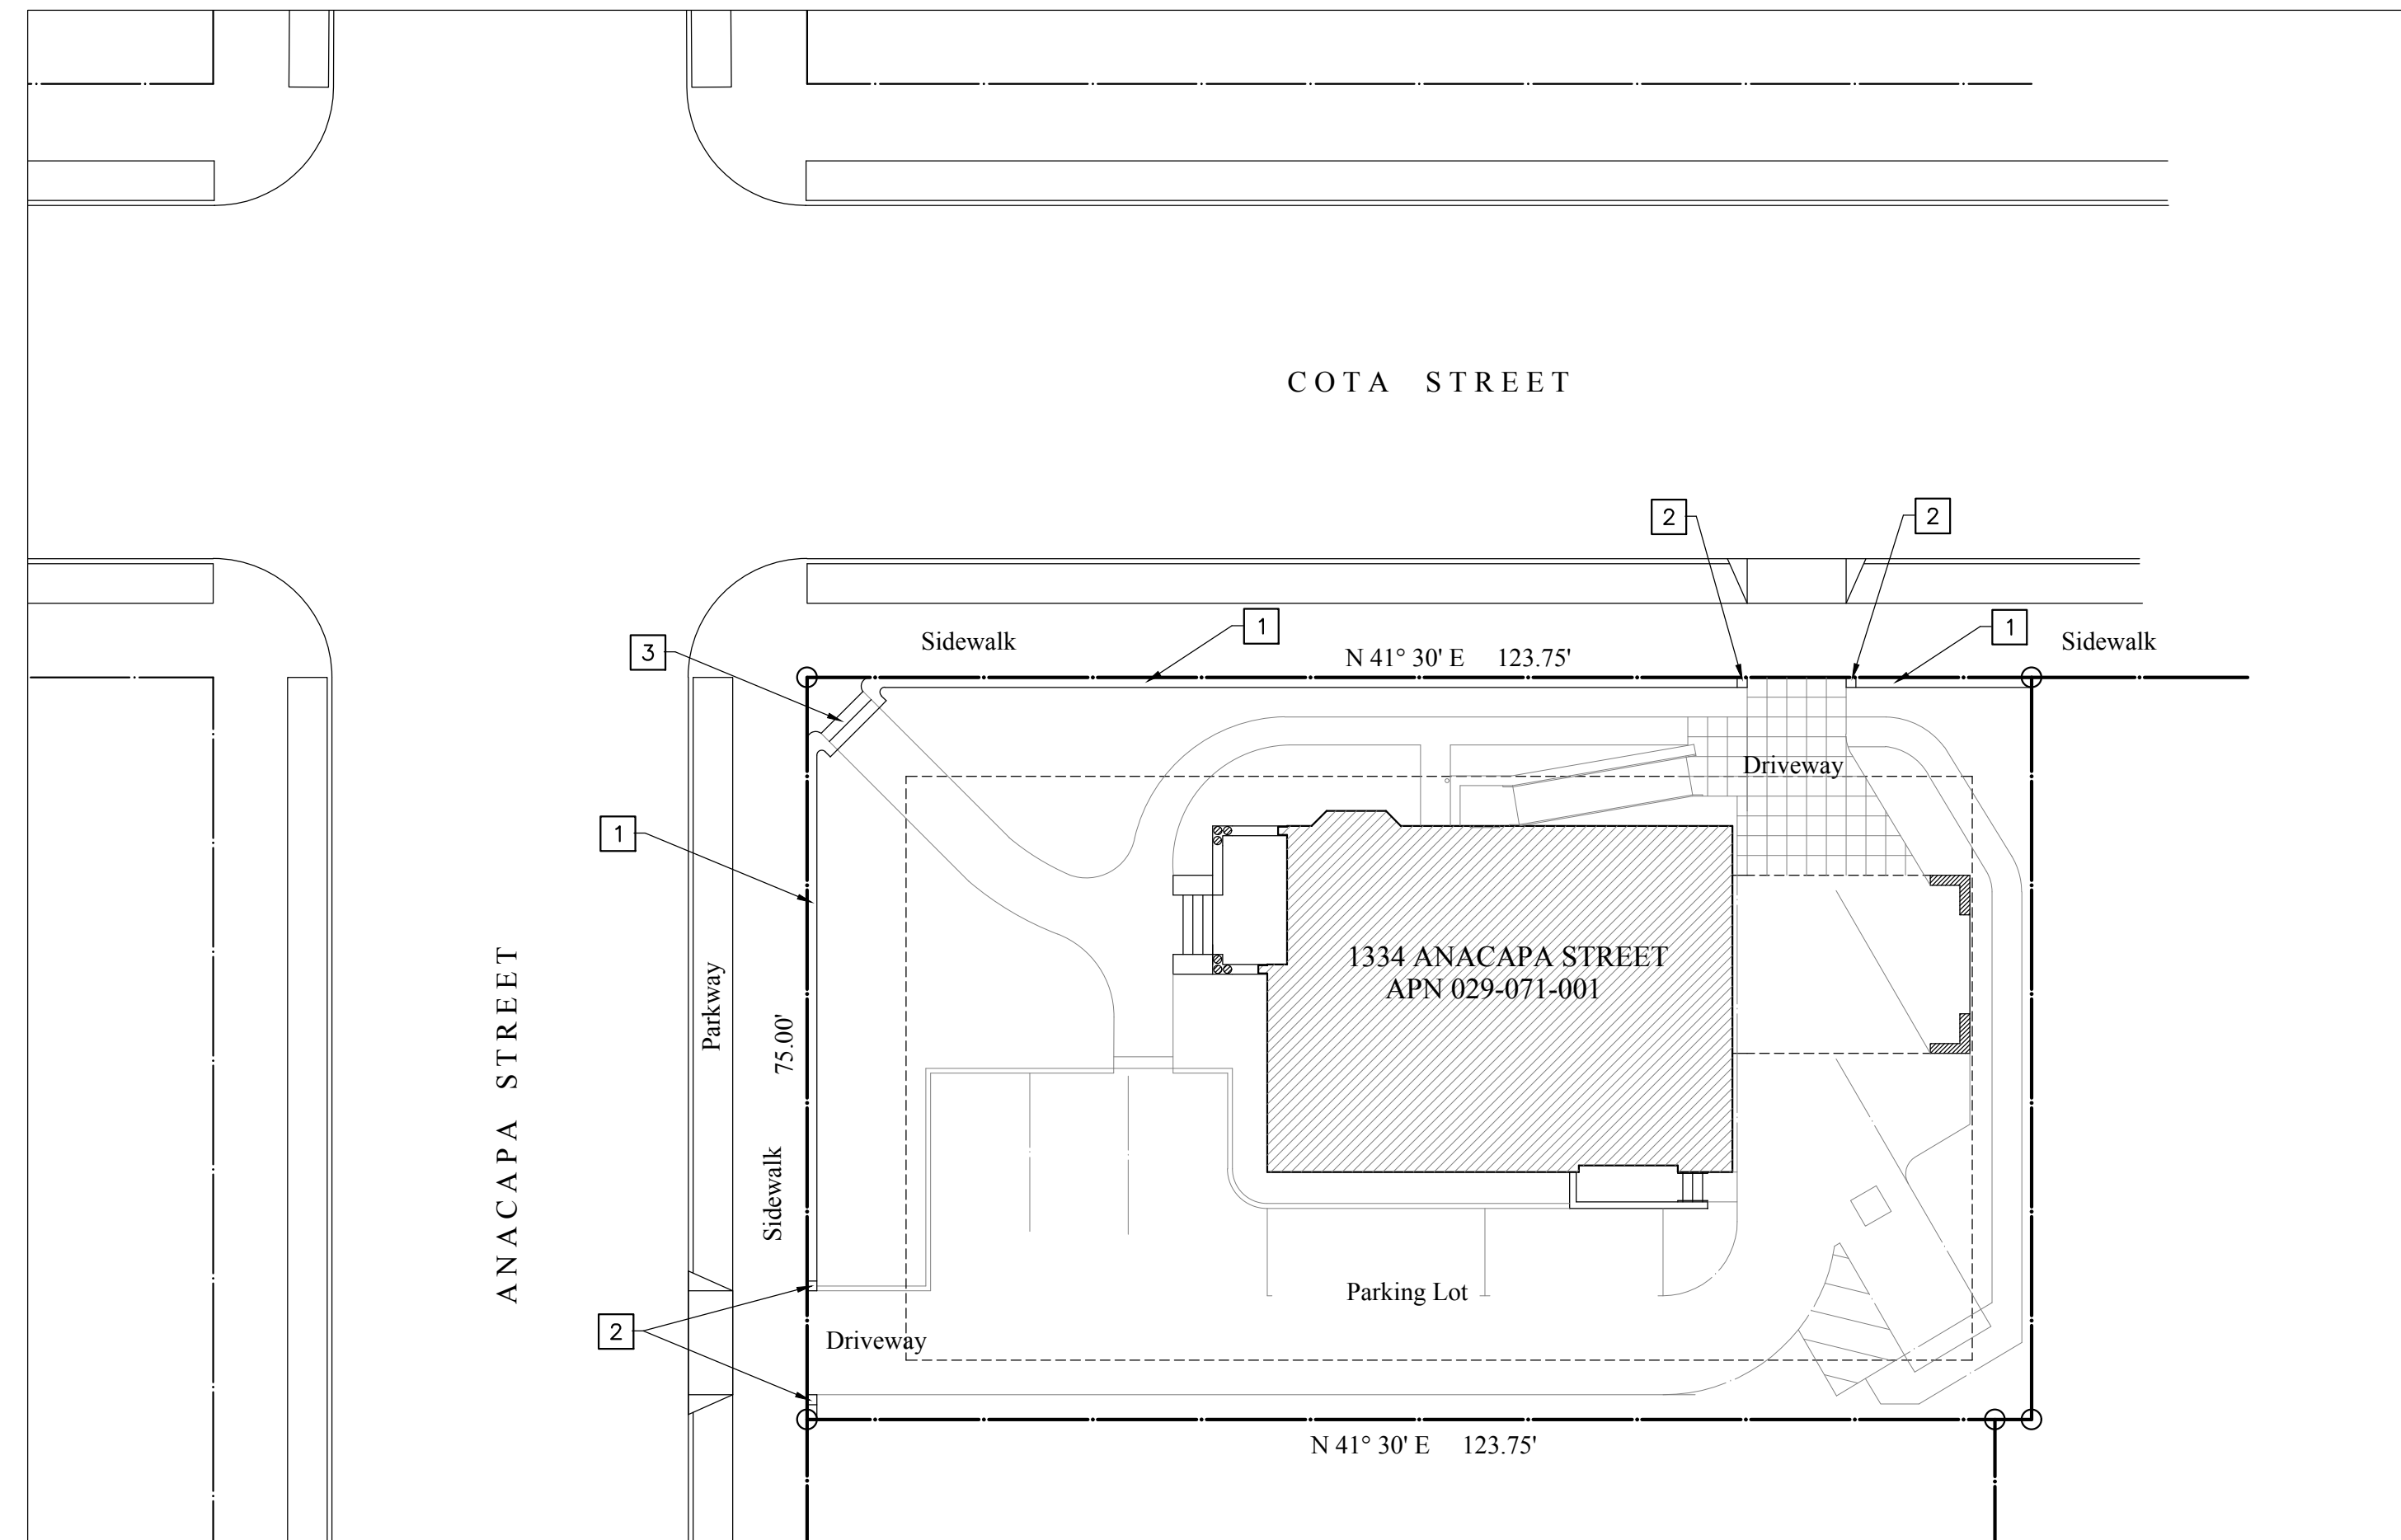 COTA STREET
2
2
1
1
3
Sidewalk
Sidewalk
N 41° 30' E 123.75'
Driveway
1
1334 ANACAPA STREET
APN 029-071-001
ANACAPA STREET
Parkway
75.00'
Sidewalk
Parking Lot
2
Driveway
N 41° 30' E 123.75'